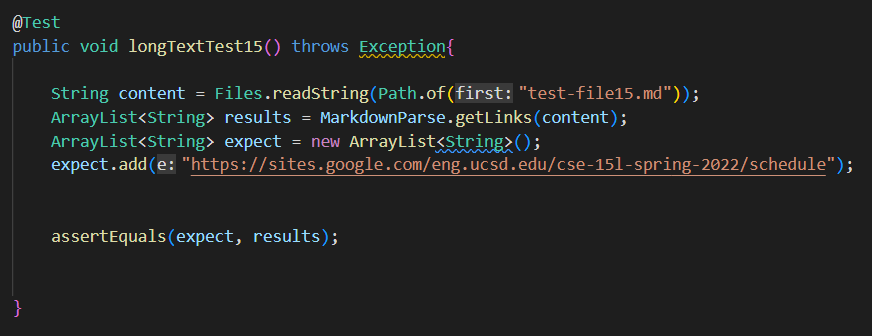 @Test
public void longTextTest15() throws Exception{
String content = Files.readString(Path.of(first: "test-file15.md"));
ArrayList<String> results = MarkdownParse.getLinks(content);
ArrayList<String> expect = new ArrayList<String>();
expect.add(e: "https://sites.google.com/eng.ucsd.edu/cse-15l-spring-2022/schedule");
assertEquals(expect, results);
}